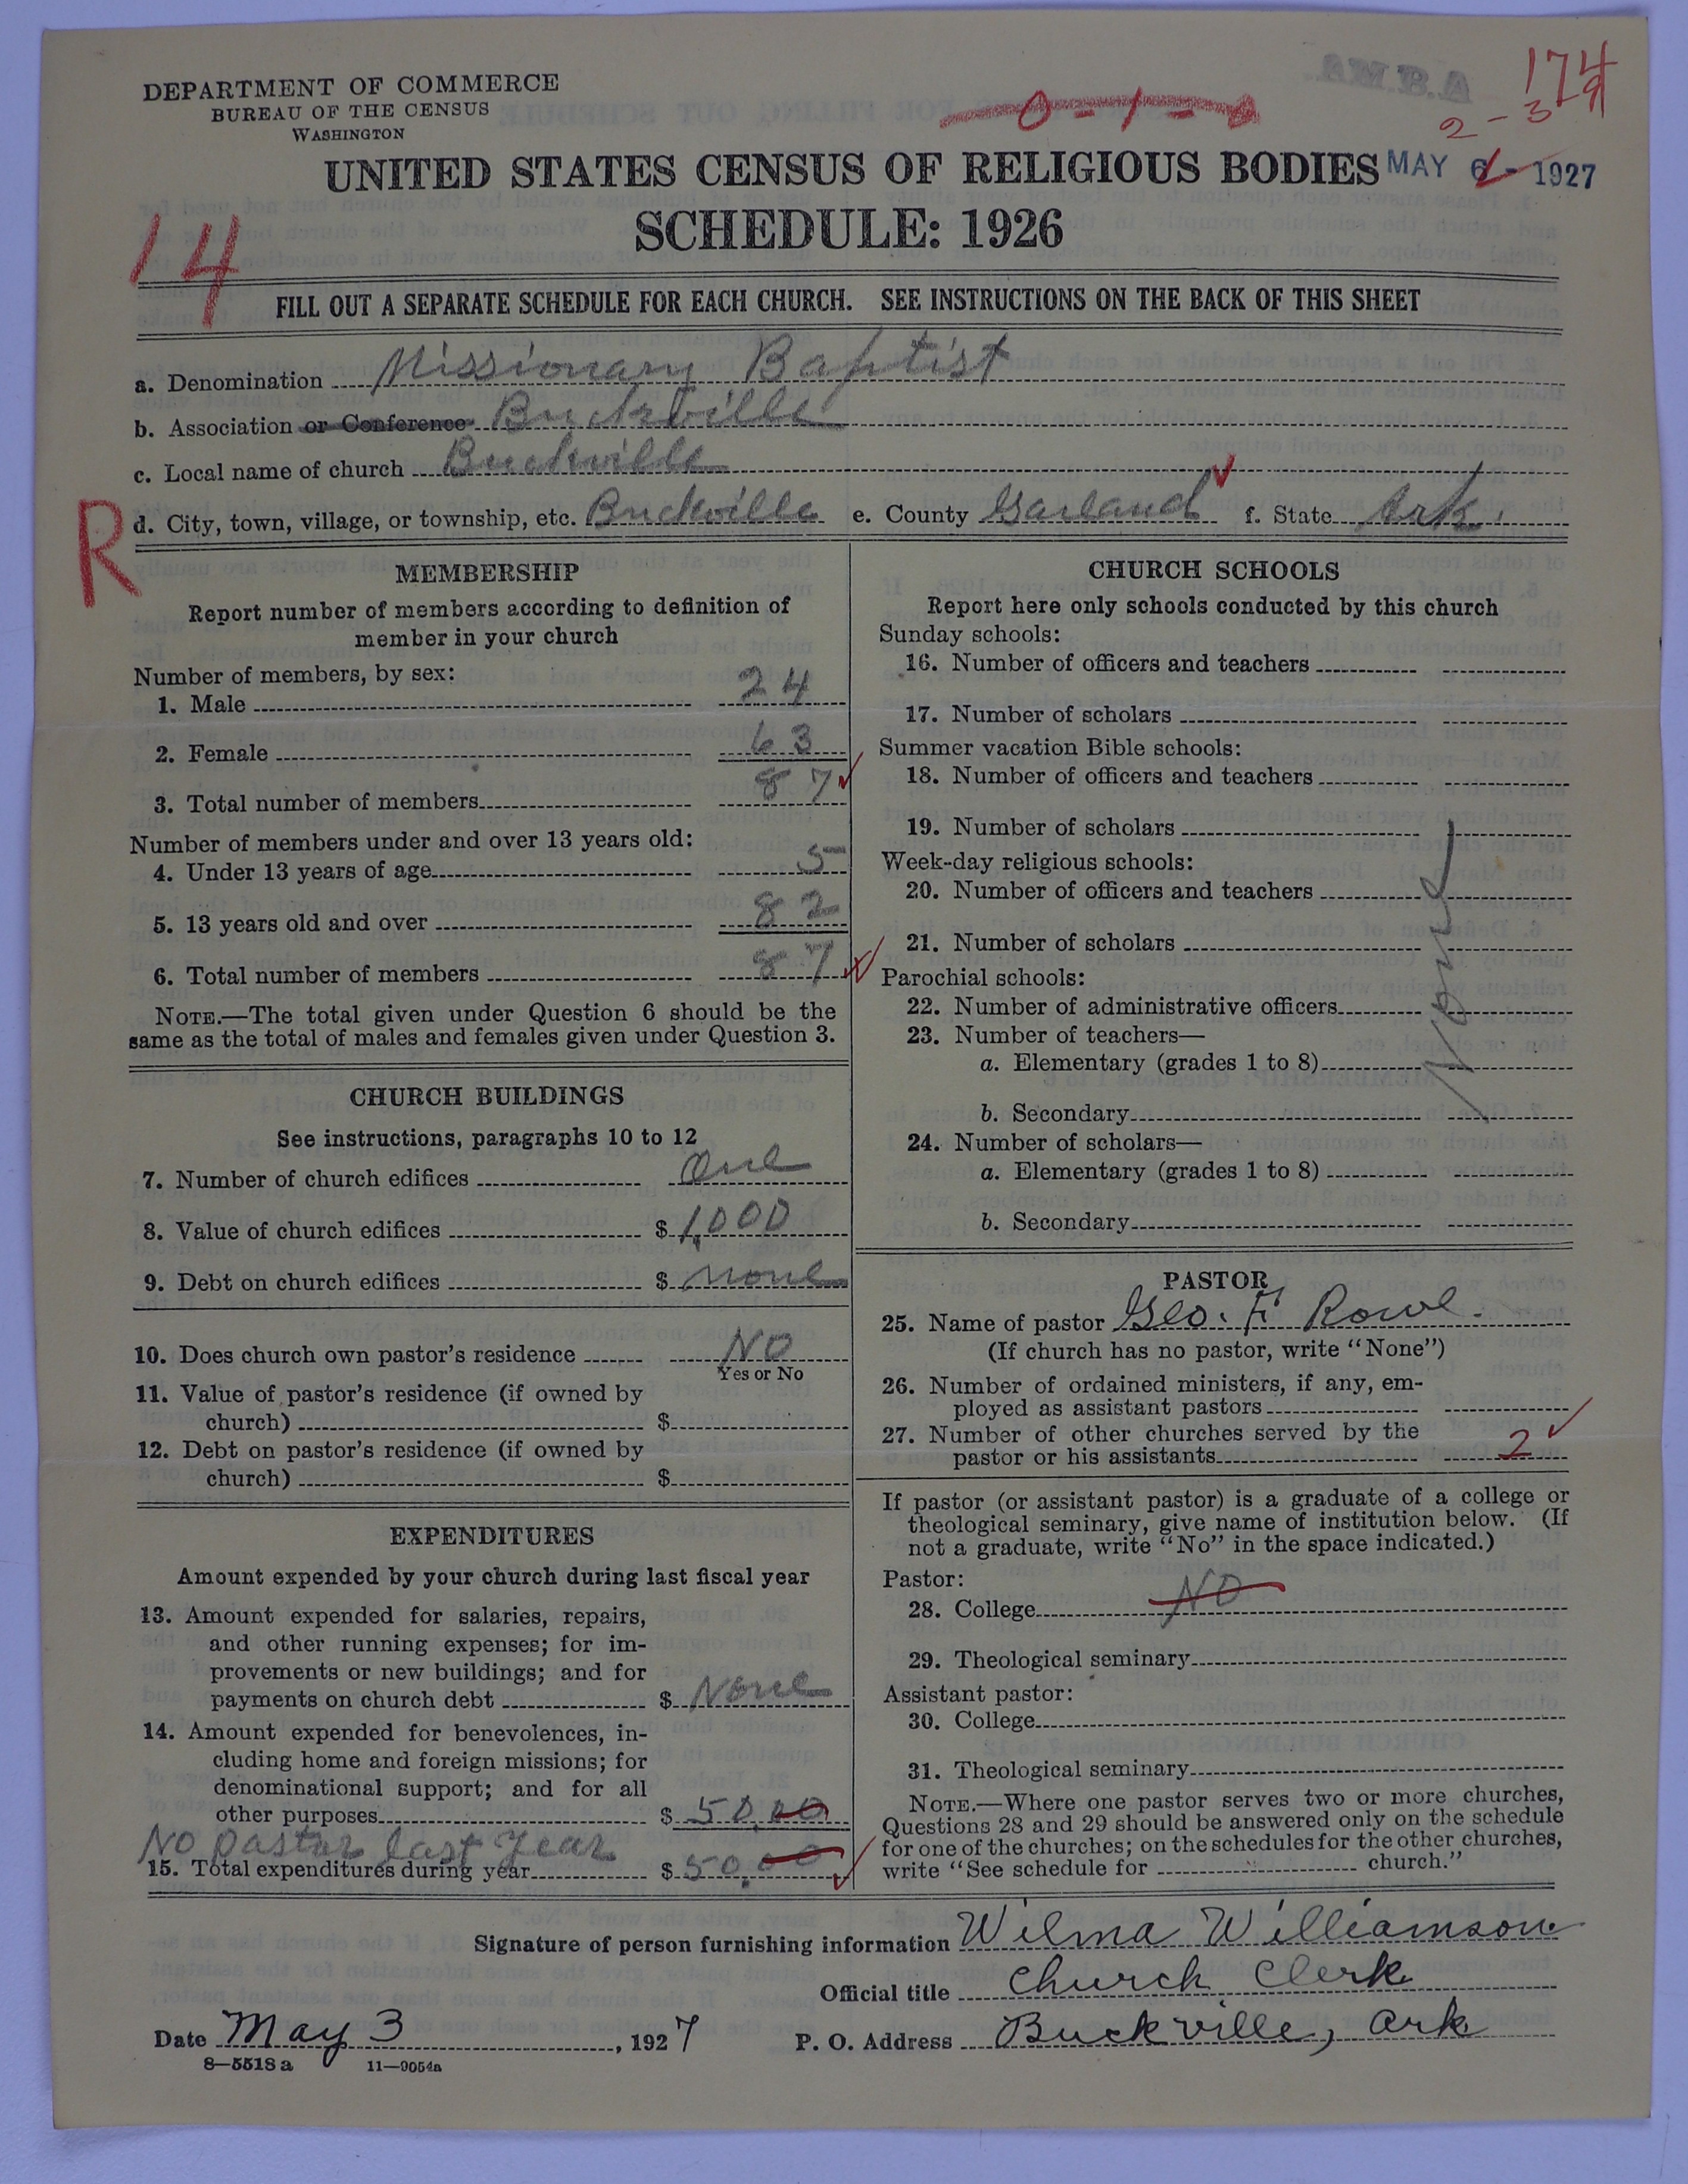 DEPARTMENT OF COMMERCE
BUREAU OF THE CENSUS
WASHINGTON
A.B.M.A.
174
0-1-0
2-3
UNITED STATES CENSUS OF RELIGIOUS BODIES
MAY 6 - 1927
SCHEDULE: 1926
14
FILL OUT A SEPARATE SCHEDULE FOR EACH CHURCH. SEE INSTRUCTIONS ON THE BACK OF THIS SHEET
a. Denomination Missionary Baptist
b. Association or Conference Buckville
c. Local name of church Buckville
R
d. City, town, village, or township, etc. Buckville e. County Garland f. State Ark.
MEMBERSHIP
Report number of members according to definition of
member in your church
Number of members, by sex:
1. Male 24
2. Female 63
3. Total number of members 87
Number of members under and over 13 years old:
4. Under 13 years of age 5
5. 13 years old and over 82
6. Total number of members 87
NOTE.—The total given under Question 6 should be the
same as the total of males and females given under Question 3.
CHURCH BUILDINGS
See instructions, paragraphs 10 to 12
7. Number of church edifices One
8. Value of church edifices $ 1,000
9. Debt on church edifices $ none
10. Does church own pastor's residence No
Yes or No
11. Value of pastor's residence (if owned by
church) $
12. Debt on pastor's residence (if owned by
church) $
EXPENDITURES
Amount expended by your church during last fiscal year
13. Amount expended for salaries, repairs,
and other running expenses; for im-
provements or new buildings; and for
payments on church debt $ None
14. Amount expended for benevolences, in-
cluding home and foreign missions; for
denominational support; and for all
other purposes $ 50.00
No pastor last year
15. Total expenditures during year $ 50.00
CHURCH SCHOOLS
Report here only schools conducted by this church
Sunday schools:
16. Number of officers and teachers
17. Number of scholars
Summer vacation Bible schools:
18. Number of officers and teachers
19. Number of scholars
Week-day religious schools:
20. Number of officers and teachers
21. Number of scholars
Parochial schools:
22. Number of administrative officers
23. Number of teachers—
a. Elementary (grades 1 to 8)
b. Secondary
24. Number of scholars—
a. Elementary (grades 1 to 8)
b. Secondary
None
PASTOR
25. Name of pastor Geo. F. Rowe.
(If church has no pastor, write "None")
26. Number of ordained ministers, if any, em-
ployed as assistant pastors
27. Number of other churches served by the
pastor or his assistants 2
If pastor (or assistant pastor) is a graduate of a college or
theological seminary, give name of institution below. (If
not a graduate, write "No" in the space indicated.)
Pastor:
28. College No
29. Theological seminary
Assistant pastor:
30. College
31. Theological seminary
NOTE.—Where one pastor serves two or more churches,
Questions 28 and 29 should be answered only on the schedule
for one of the churches; on the schedules for the other churches,
write "See schedule for church."
Signature of person furnishing information Wilma Williamson
Official title Church Clerk
Date May 3, 1927 P. O. Address Buckville, Ark
8—5518a 11—9054a